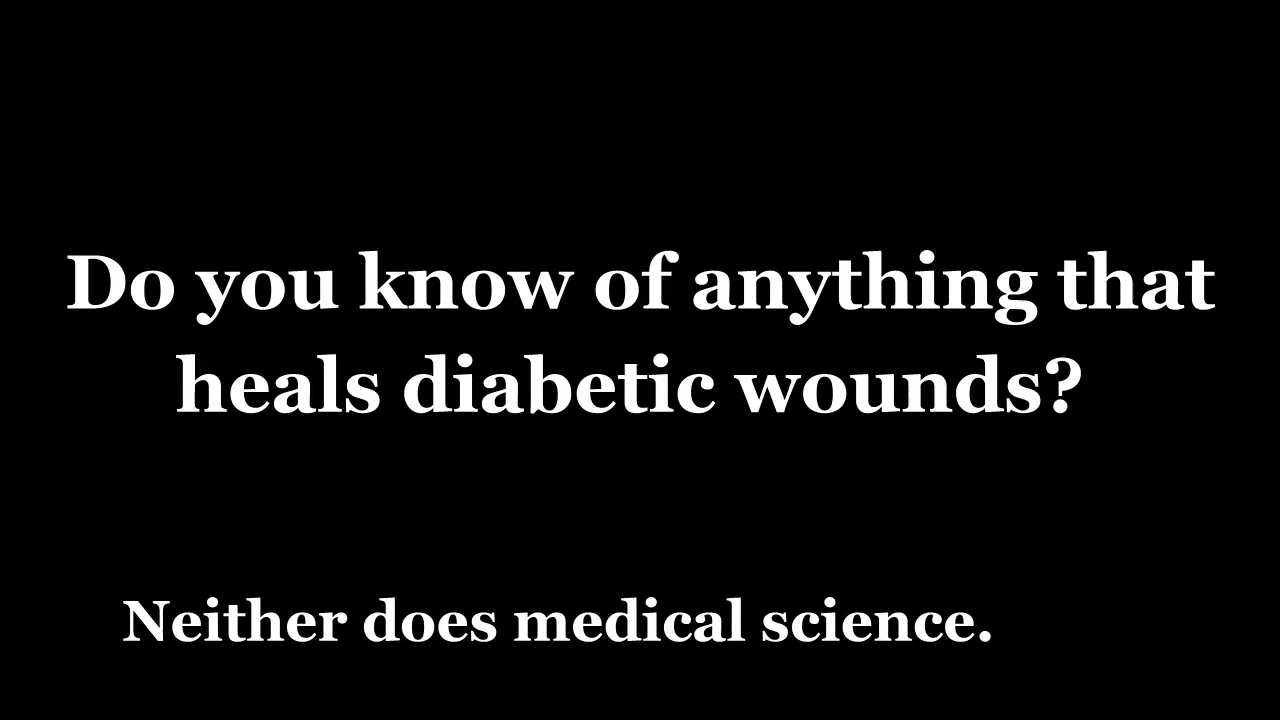 Do you know of anything that
heals diabetic wounds?
Neither does medical science.